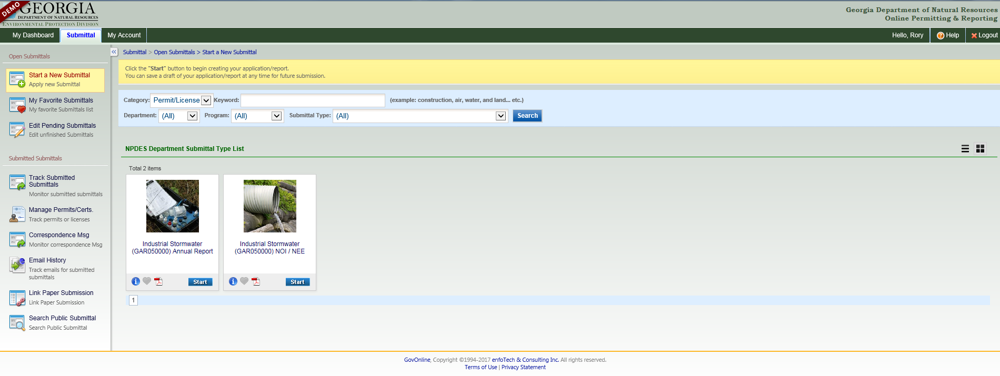 DEMO
GEORGIA
DEPARTMENT OF NATURAL RESOURCES
ENVIRONMENTAL PROTECTION DIVISION
Georgia Department of Natural Resources
Online Permitting & Reporting
My Dashboard Submittal My Account Hello, Rory Help Logout
Open Submittals
Start a New Submittal
Apply new Submittal
My Favorite Submittals
My favorite Submittals list
Edit Pending Submittals
Edit unfinished Submittals
Submitted Submittals
Track Submitted
Submittals
Monitor submitted submittals
Manage Permits/Certs.
Track permits or licenses
Correspondence Msg
Monitor correspondence Msg
Email History
Track emails for submitted
submittals
Link Paper Submission
Link Paper Submission
Search Public Submittal
Search Public Submittal
Submittal > Open Submittals > Start a New Submittal
Click the "Start" button to begin creating your application/report.
You can save a draft of your application/report at any time for future submission.
Category: Permit/License Keyword: (example: construction, air, water, and land... etc.)
Department: (All) Program: (All) Submittal Type: (All) Search
NPDES Department Submittal Type List
Total 2 items
Industrial Stormwater
(GAR050000) Annual Report
Start
Industrial Stormwater
(GAR050000) NOI / NEE
Start
1
GovOnline, Copyright ©1994-2017 enfoTech & Consulting Inc. All rights reserved.
Terms of Use | Privacy Statement